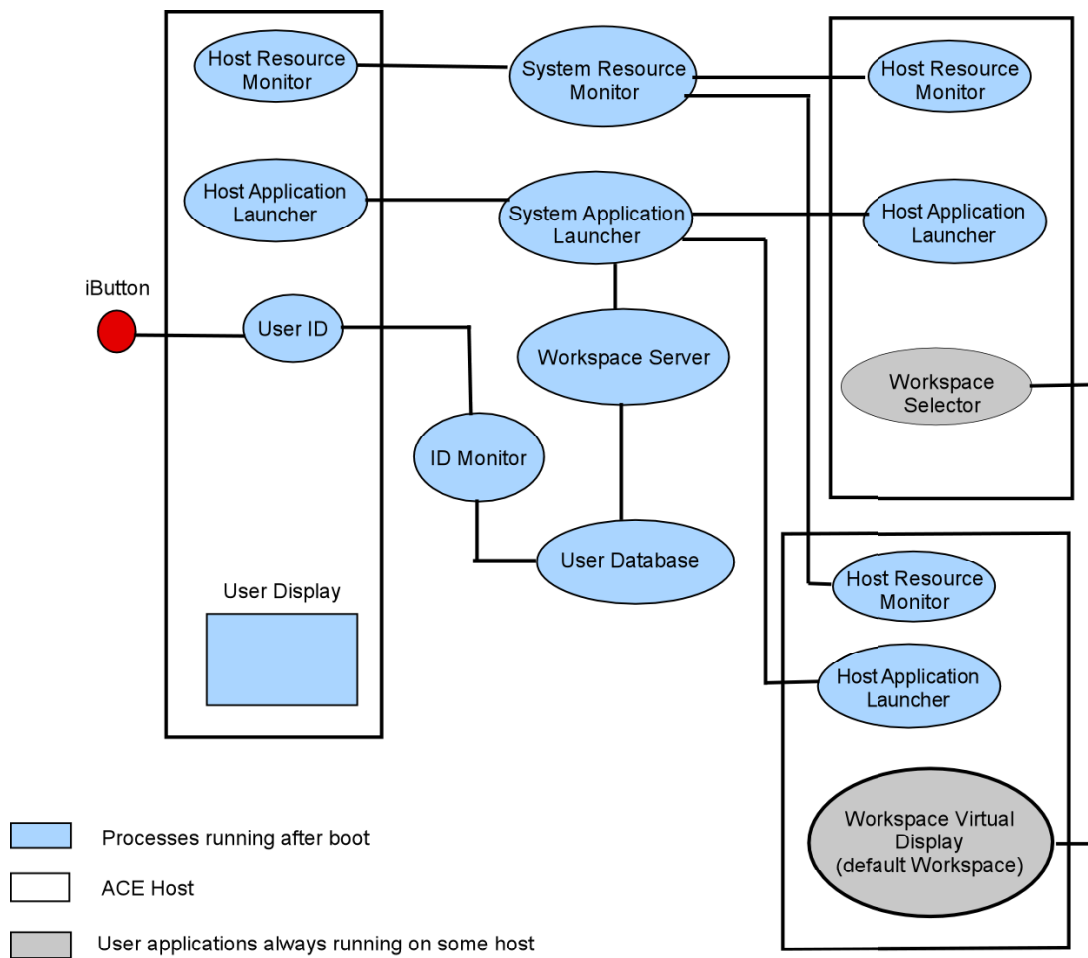 Host Resource
Monitor
System Resource
Monitor
Host Resource
Monitor
Host Application
Launcher
System Application
Launcher
Host Application
Launcher
iButton
User ID
Workspace Server
Workspace
Selector
ID Monitor
User Database
Host Resource
Monitor
User Display
Host Application
Launcher
Workspace Virtual
Display
(default Workspace)
Processes running after boot
ACE Host
User applications always running on some host